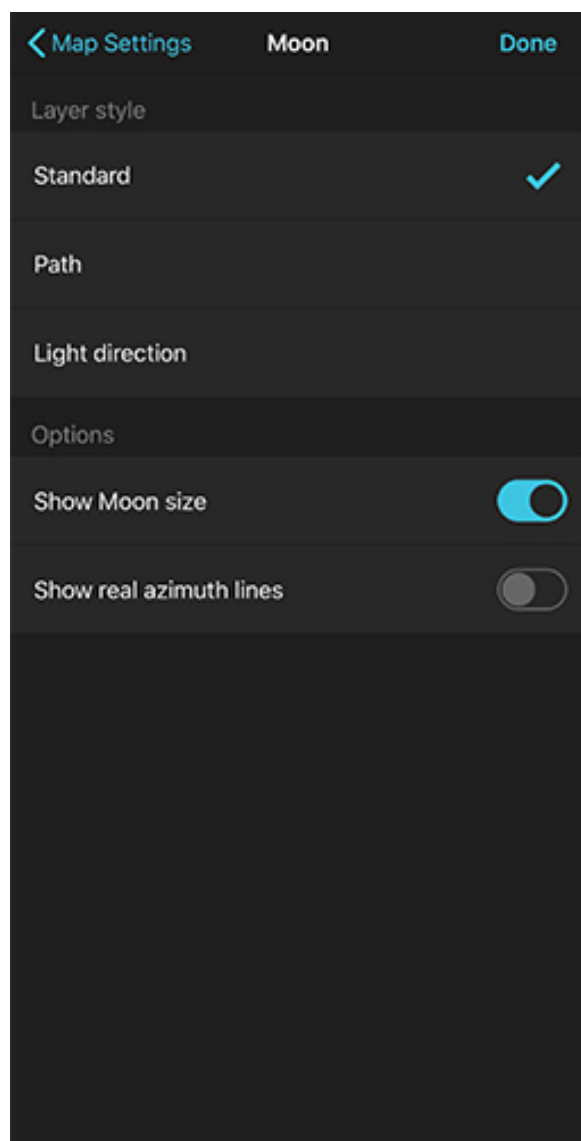 Map Settings Moon Done
Layer style
Standard
Path
Light direction
Options
Show Moon size
Show real azimuth lines